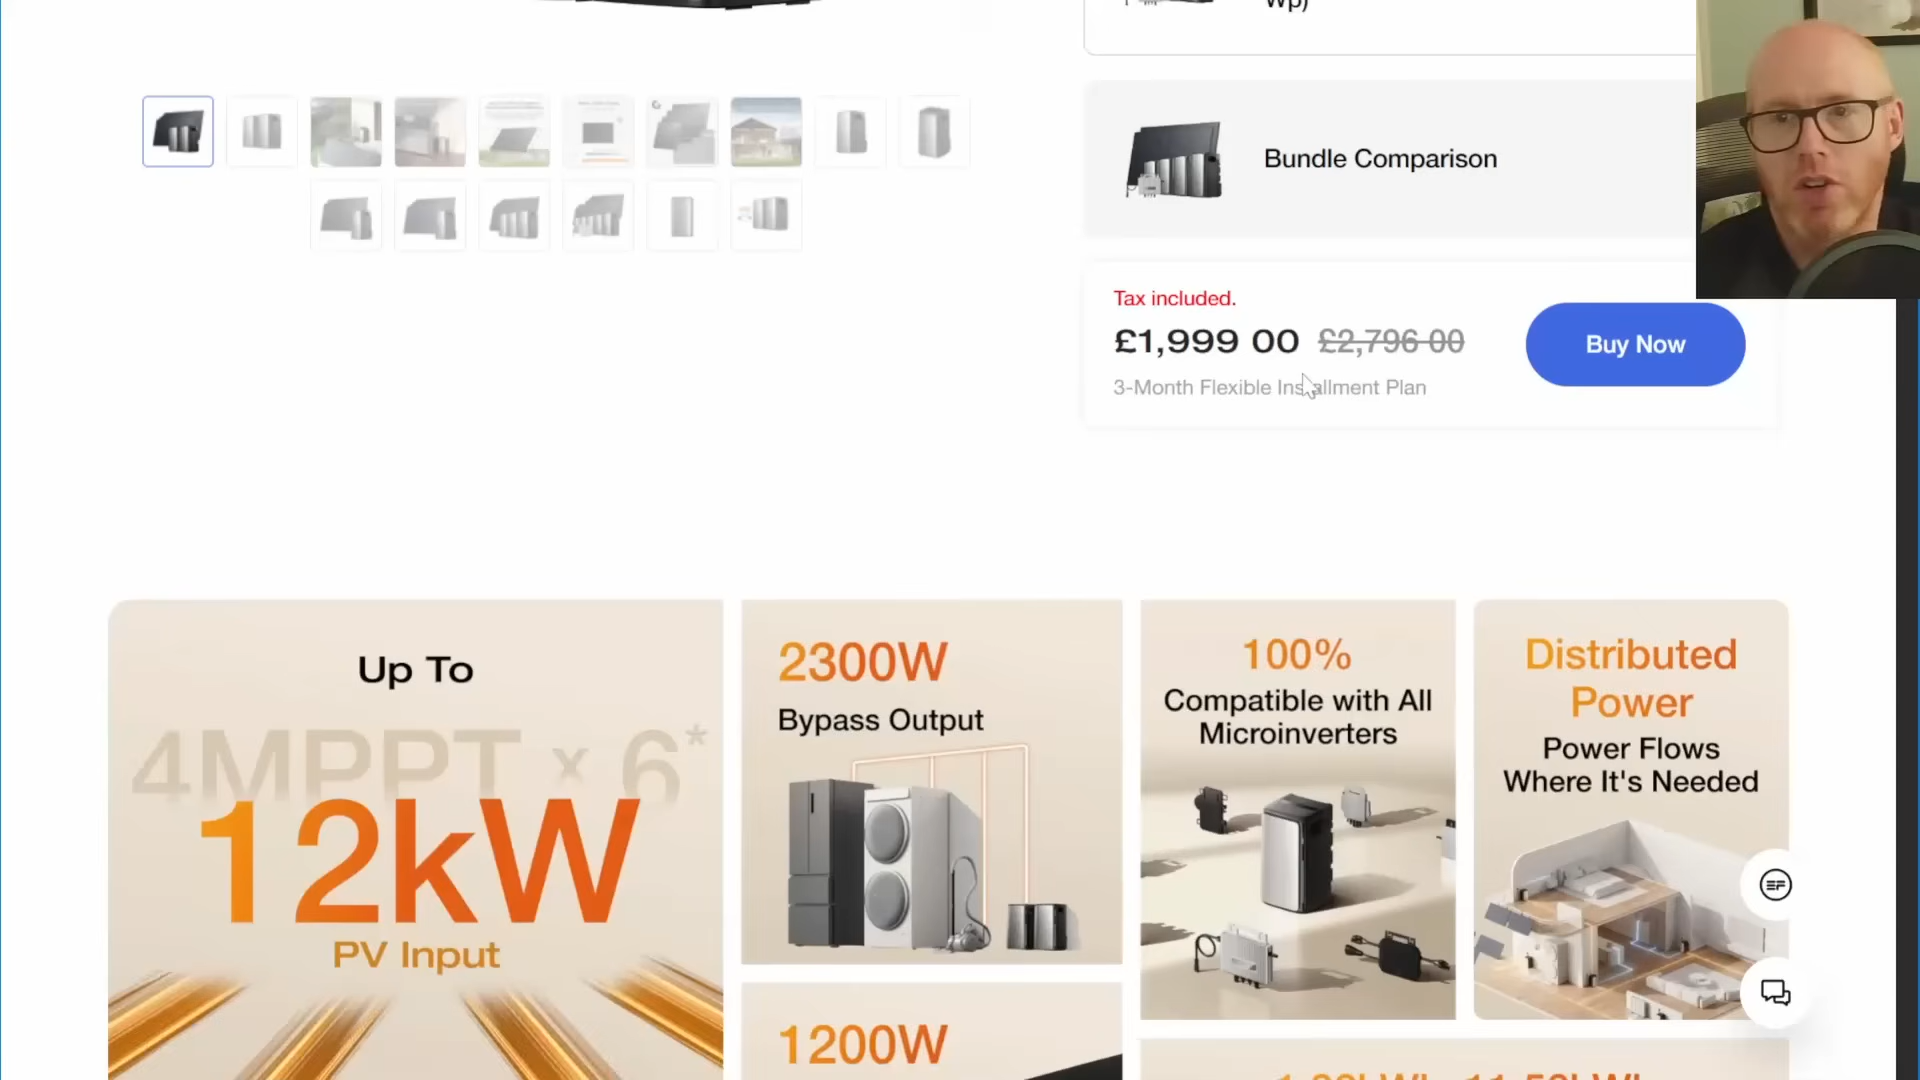 Wp)
Bundle Comparison
Tax included.
£1,999 00 £2,796 00
3-Month Flexible Installment Plan
Buy Now
Up To
4MPPT x 6*
12kW
PV Input
2300W
Bypass Output
1200W
100%
Compatible with All
Microinverters
Distributed
Power
Power Flows
Where It's Needed